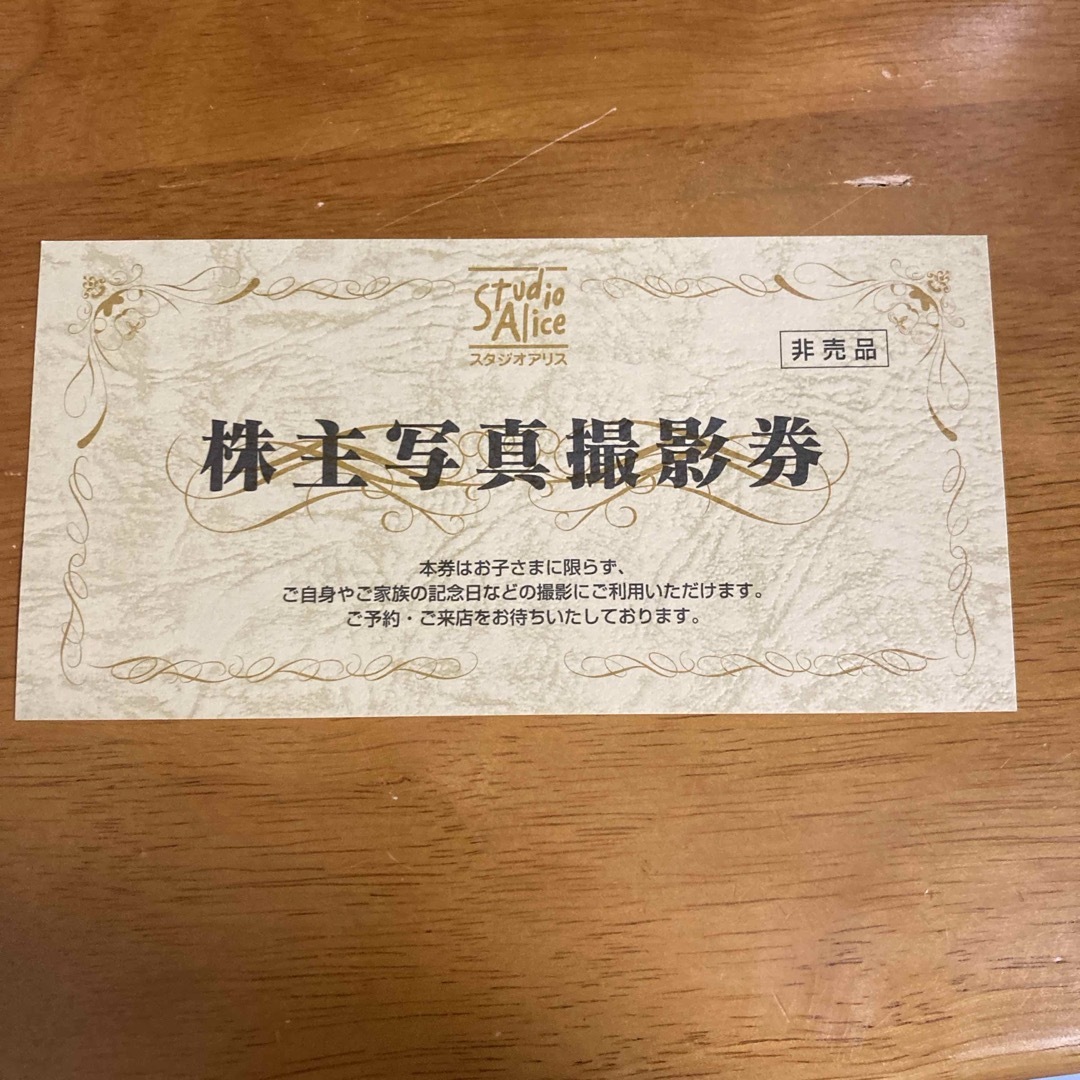 Studio
Alice
スタジオアリス
非売品
株主写真撮影券
本券はお子さまに限らず、
ご自身やご家族の記念日などの撮影にご利用いただけます。
ご予約・ご来店をお待ちいたしております。